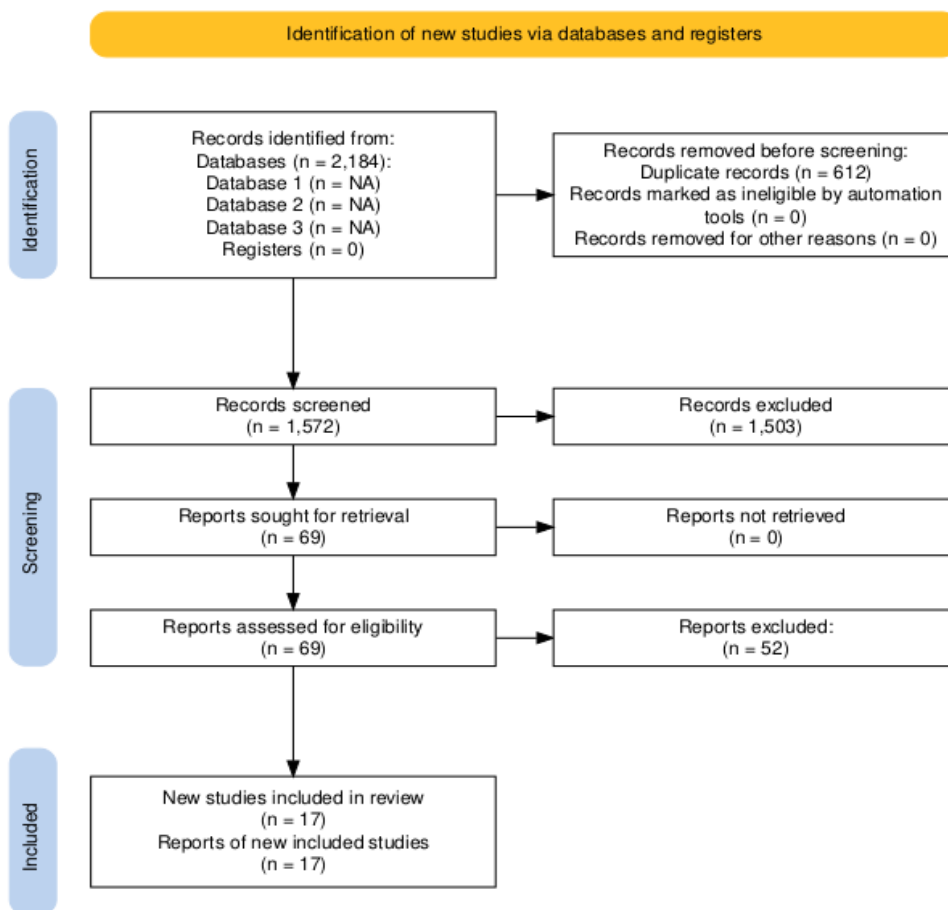 Identification of new studies via databases and registers
Identification
Records identified from:
Databases (n = 2,184):
Database 1 (n = NA)
Database 2 (n = NA)
Database 3 (n = NA)
Registers (n = 0)
Records removed before screening:
Duplicate records (n = 612)
Records marked as ineligible by automation
tools (n = 0)
Records removed for other reasons (n = 0)
Screening
Records screened
(n = 1,572)
Records excluded
(n = 1,503)
Reports sought for retrieval
(n = 69)
Reports not retrieved
(n = 0)
Reports assessed for eligibility
(n = 69)
Reports excluded:
(n = 52)
Included
New studies included in review
(n = 17)
Reports of new included studies
(n = 17)